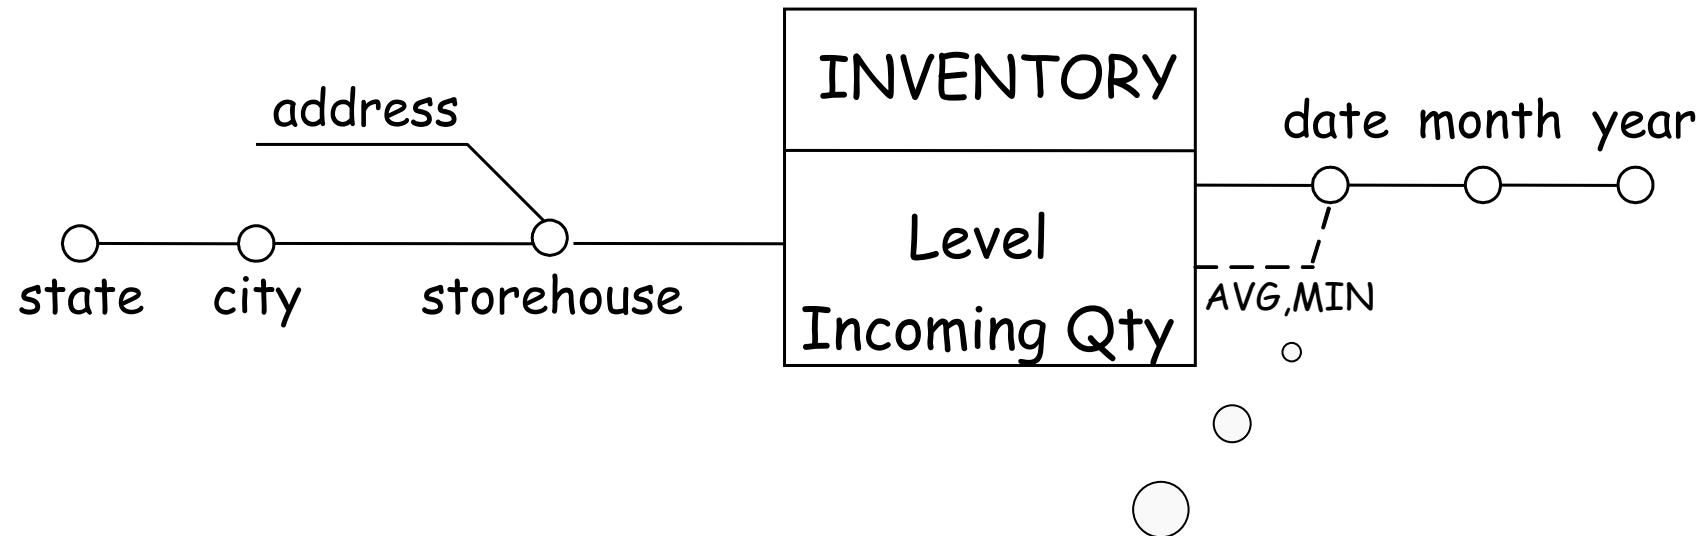 INVENTORY
address
date month year
Level
state city storehouse
AVG,MIN
Incoming Qty